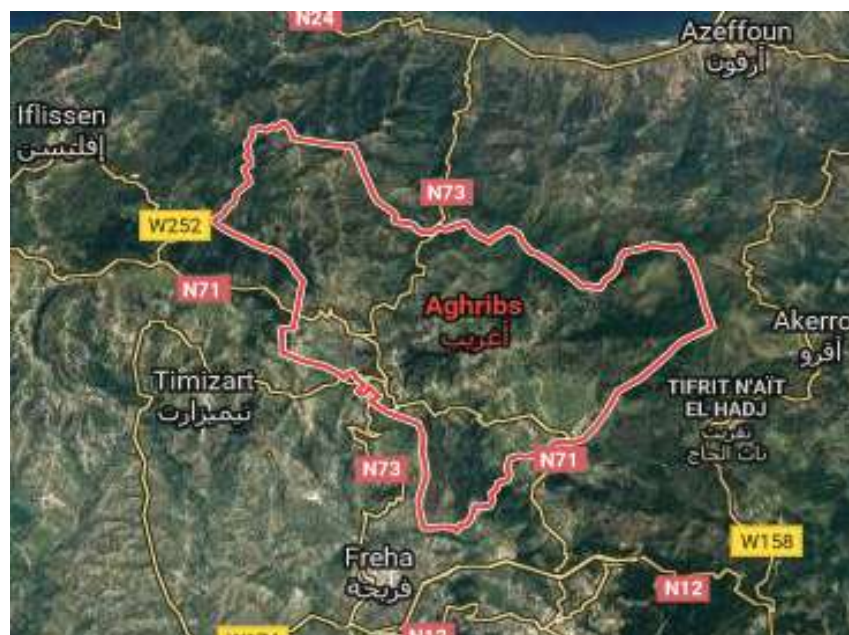 N24
Azeffoun
أزفون
Iflissen
إفليسن
N73
W252
N71
Aghribs
أغريب
Akerro
أقرو
Timizart
تيميزارت
TIFRIT N'AÏT
EL HADJ
تفريت
نات الحاج
N71
N73
W158
Freha
فريحة
N12